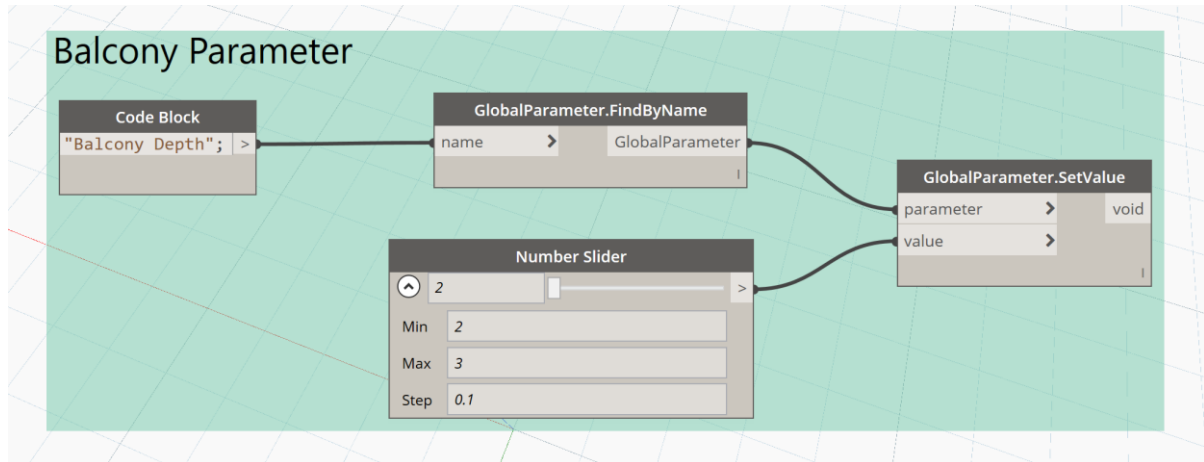 Balcony Parameter
Code Block
"Balcony Depth"; >
GlobalParameter.FindByName
name > GlobalParameter
l
GlobalParameter.SetValue
parameter > void
value >
l
Number Slider
2 >
Min 2
Max 3
Step 0.1